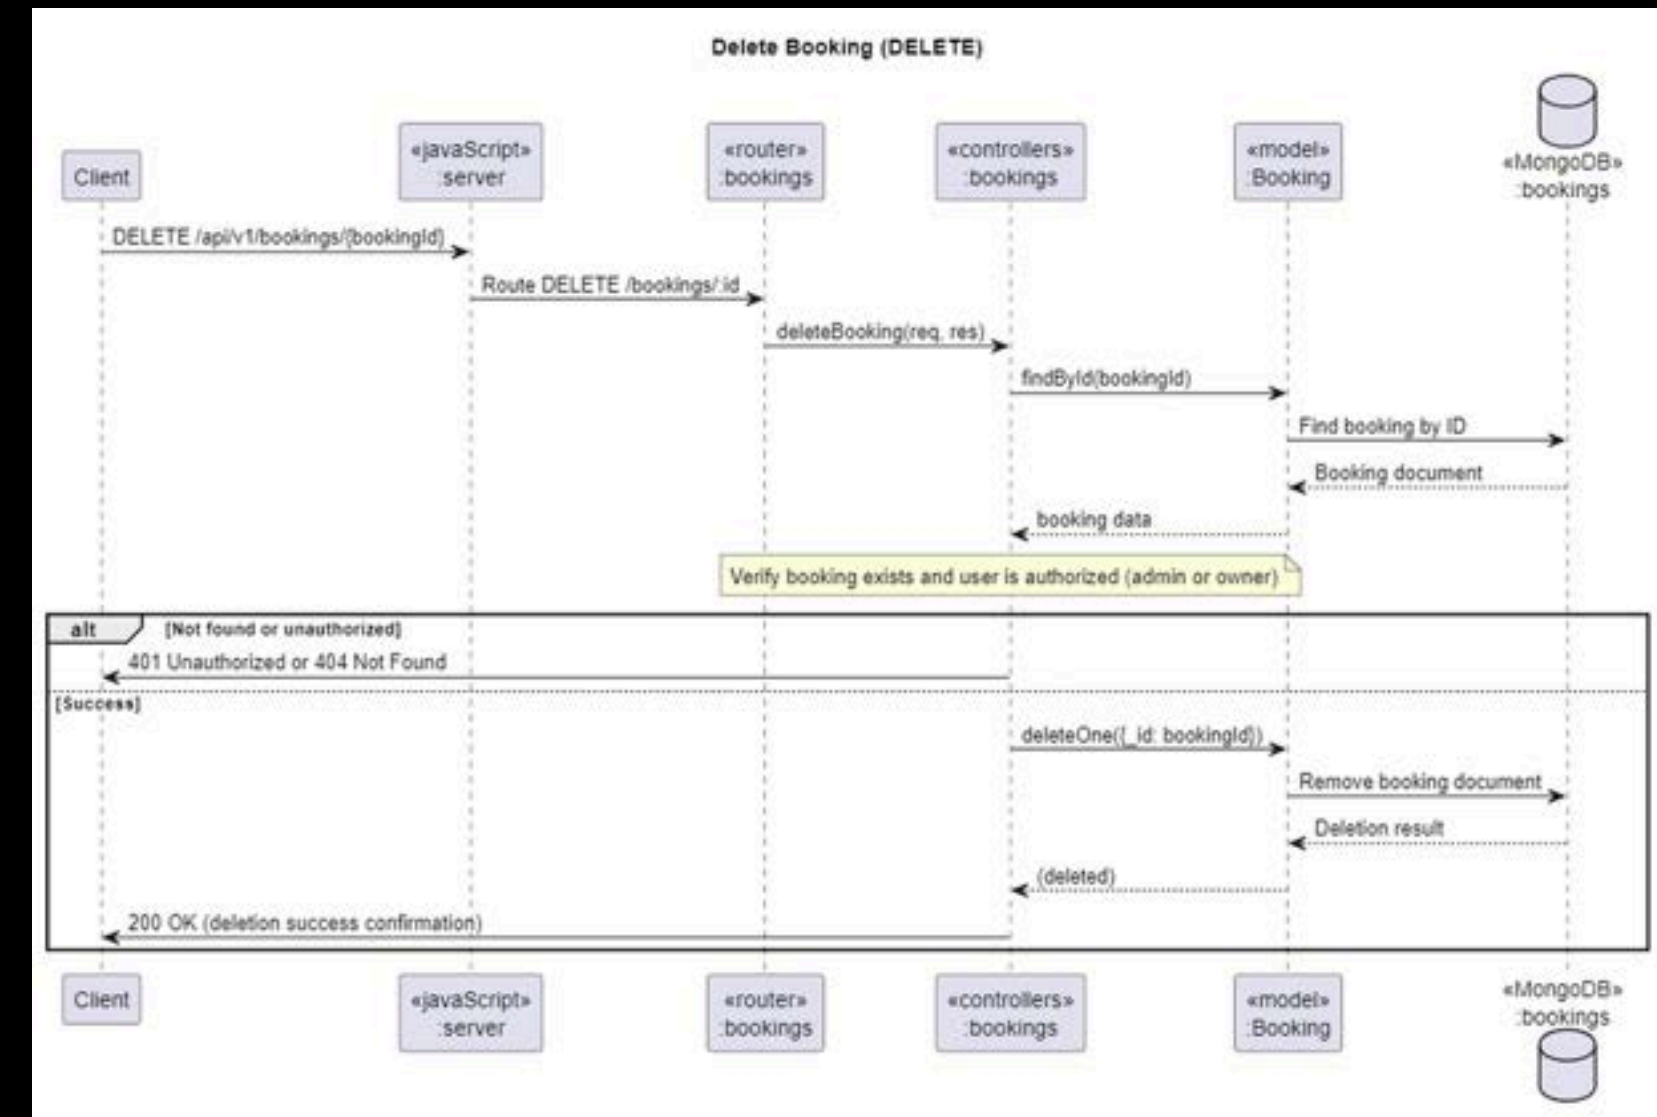 Delete Booking (DELETE)
Client
«javaScript»
:server
«router»
:bookings
«controllers»
:bookings
«model»
:Booking
«MongoDB»
:bookings
DELETE /api/v1/bookings/{bookingId}
Route DELETE /bookings/:id
deleteBooking(req, res)
findById(bookingId)
Find booking by ID
Booking document
booking data
Verify booking exists and user is authorized (admin or owner)
alt [Not found or unauthorized]
401 Unauthorized or 404 Not Found
[Success]
deleteOne({_id: bookingId})
Remove booking document
Deletion result
(deleted)
200 OK (deletion success confirmation)
Client
«javaScript»
:server
«router»
:bookings
«controllers»
:bookings
«model»
:Booking
«MongoDB»
:bookings